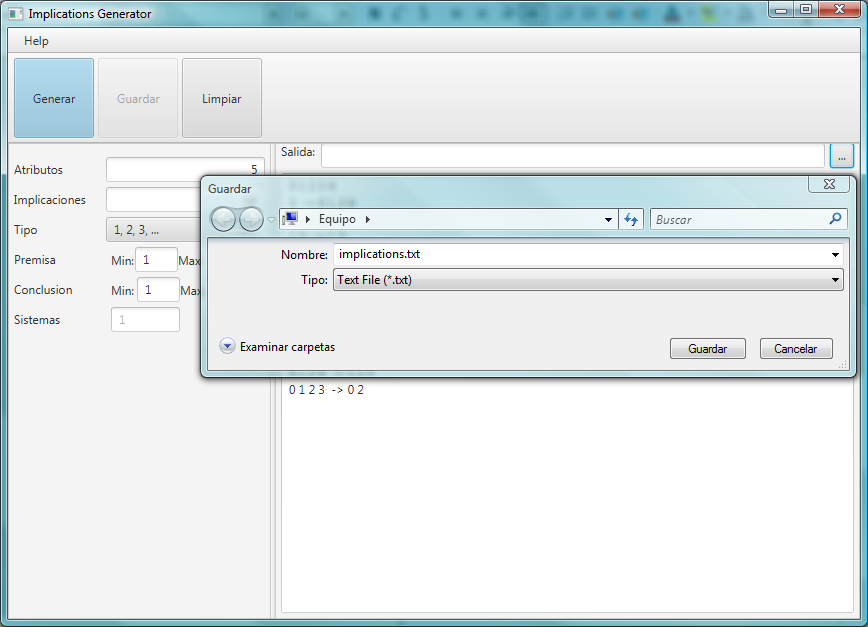 Implications Generator
Help
Generar
Guardar
Limpiar
Salida:
...
Atributos
5
Implicaciones
Tipo
1, 2, 3, ...
Premisa
Min:
1
Max
Conclusion
Min:
1
Max
Sistemas
1
Guardar
Equipo
Buscar
Nombre:
implications.txt
Tipo:
Text File (*.txt)
Examinar carpetas
Guardar
Cancelar
0 1 2 3 -> 0 2